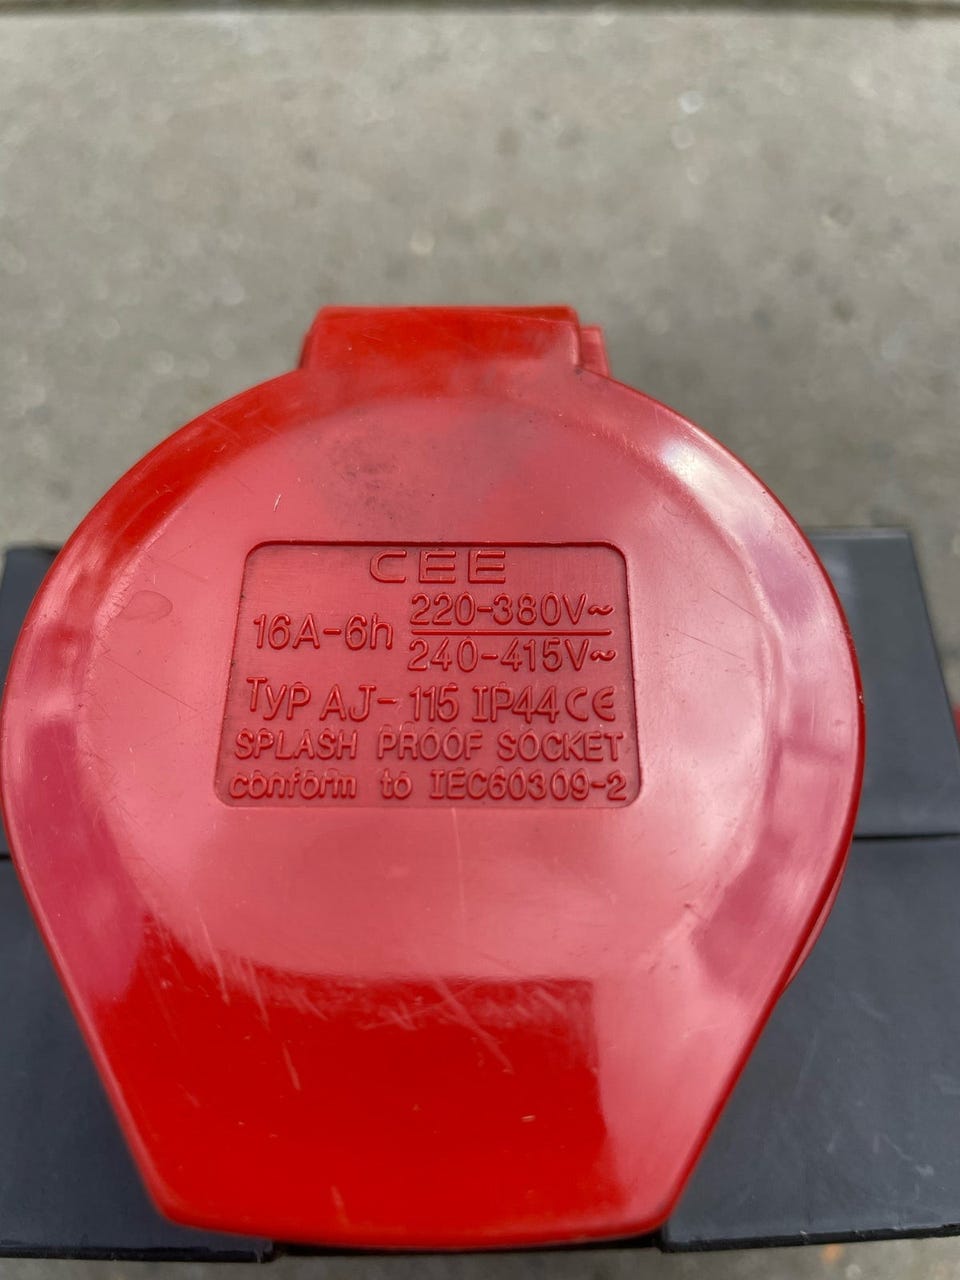 CEE
16A-6h 220-380V~
240-415V~
Typ AJ-115 IP44 CE
SPLASH PROOF SOCKET
conform to IEC60309-2